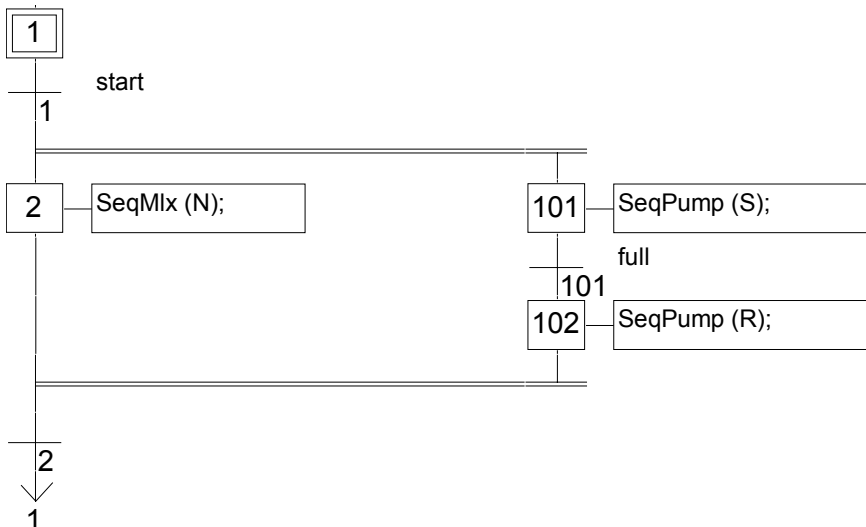 1
start
1
2 SeqMlx (N); 101 SeqPump (S);
full
101
102 SeqPump (R);
2
1